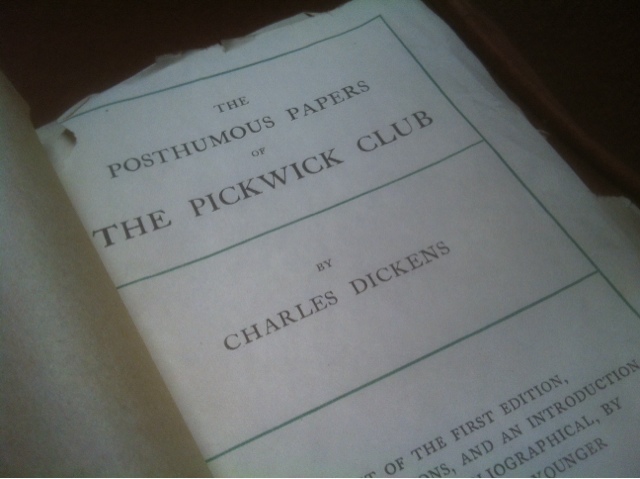 THE
POSTHUMOUS PAPERS
OF
THE PICKWICK CLUB
BY
CHARLES DICKENS
OF THE FIRST EDITION,
AND AN INTRODUCTION
BY
YOUNGER